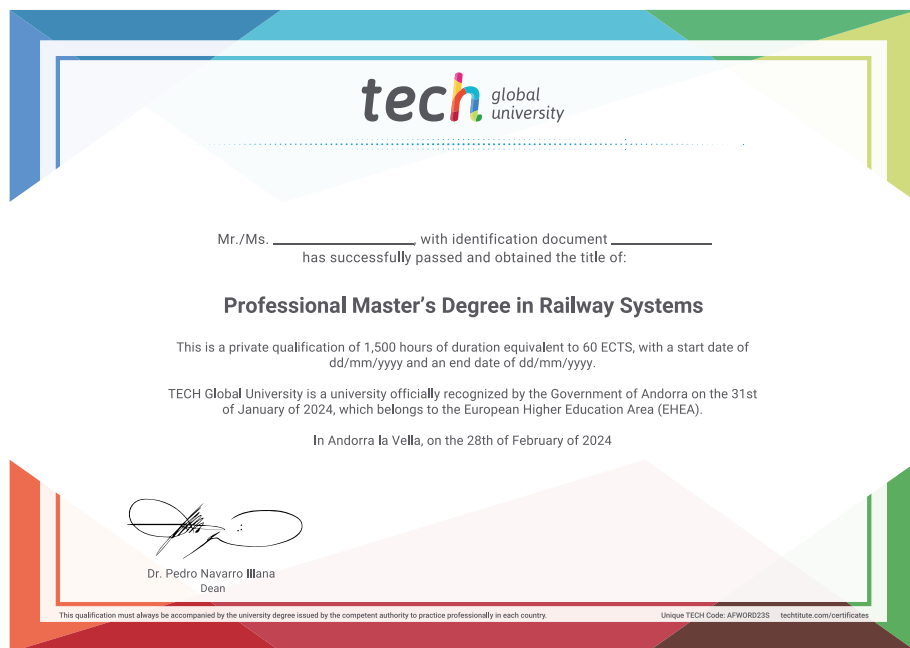 tech global university
Mr./Ms. ____________, with identification document ____________
has successfully passed and obtained the title of:
Professional Master's Degree in Railway Systems
This is a private qualification of 1,500 hours of duration equivalent to 60 ECTS, with a start date of
dd/mm/yyyy and an end date of dd/mm/yyyy.
TECH Global University is a university officially recognized by the Government of Andorra on the 31st
of January of 2024, which belongs to the European Higher Education Area (EHEA).
In Andorra la Vella, on the 28th of February of 2024
Dr. Pedro Navarro Illana
Dean
This qualification must always be accompanied by the university degree issued by the competent authority to practice professionally in each country.
Unique TECH Code: AFWORD23S techtitute.com/certificates